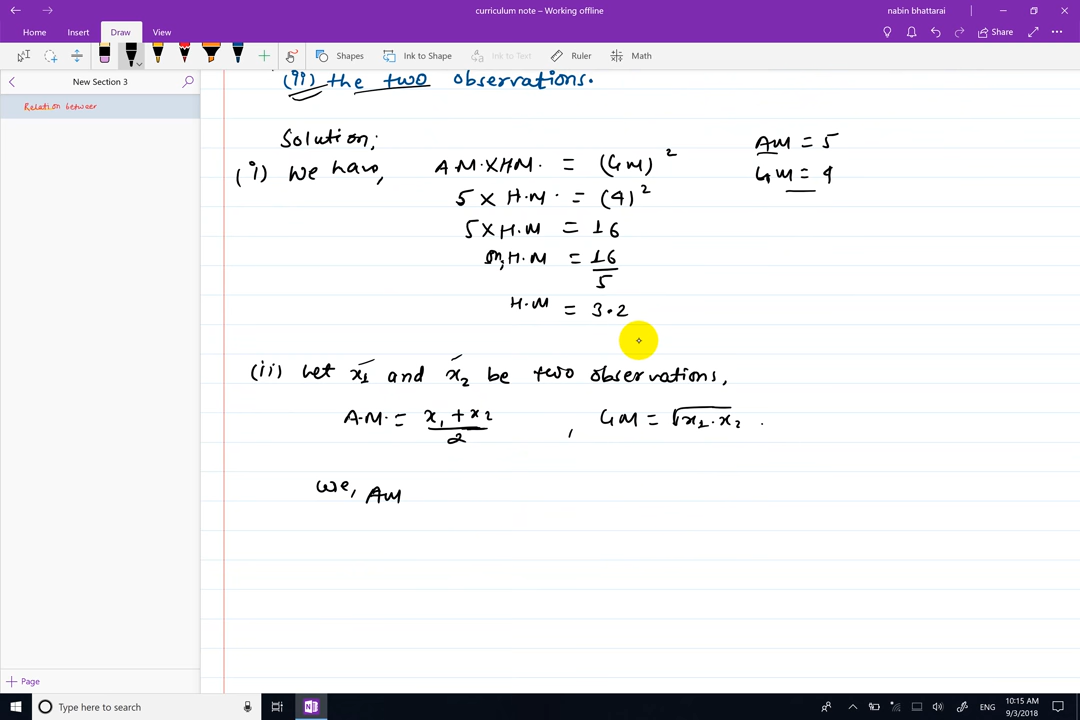 curriculum note – Working offline
nabin bhattarai
Home Insert Draw View
Share
Shapes Ink to Shape Ink to Text Ruler Math
New Section 3
Relation between
(ii) the two observations.
Solution;
AM = 5
(i) We have, A.M.XHM. = (GM)²
GM = 4
5 X H.M. = (4)²
5 X H.M = 16
or, H.M = 16/5
H.M = 3.2
(ii) Let x₁ and x₂ be two observations,
A.M. = x₁ + x₂/2 , GM = √x₁.x₂ .
We, AM
Page
Type here to search
ENG
10:15 AM
9/3/2018